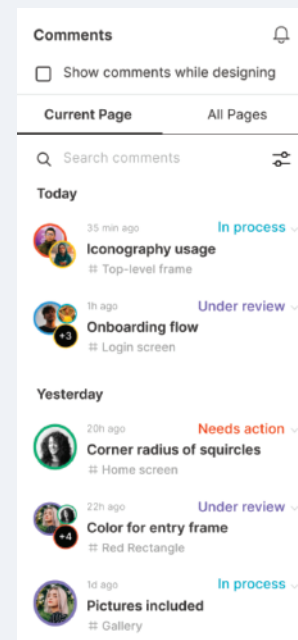 Comments
Show comments while designing
Current Page All Pages
Search comments
Today
35 min ago In process
Iconography usage
# Top-level frame
1h ago Under review
+3
Onboarding flow
# Login screen
Yesterday
20h ago Needs action
Corner radius of squircles
# Home screen
22h ago Under review
+4
Color for entry frame
# Red Rectangle
1d ago In process
Pictures included
# Gallery